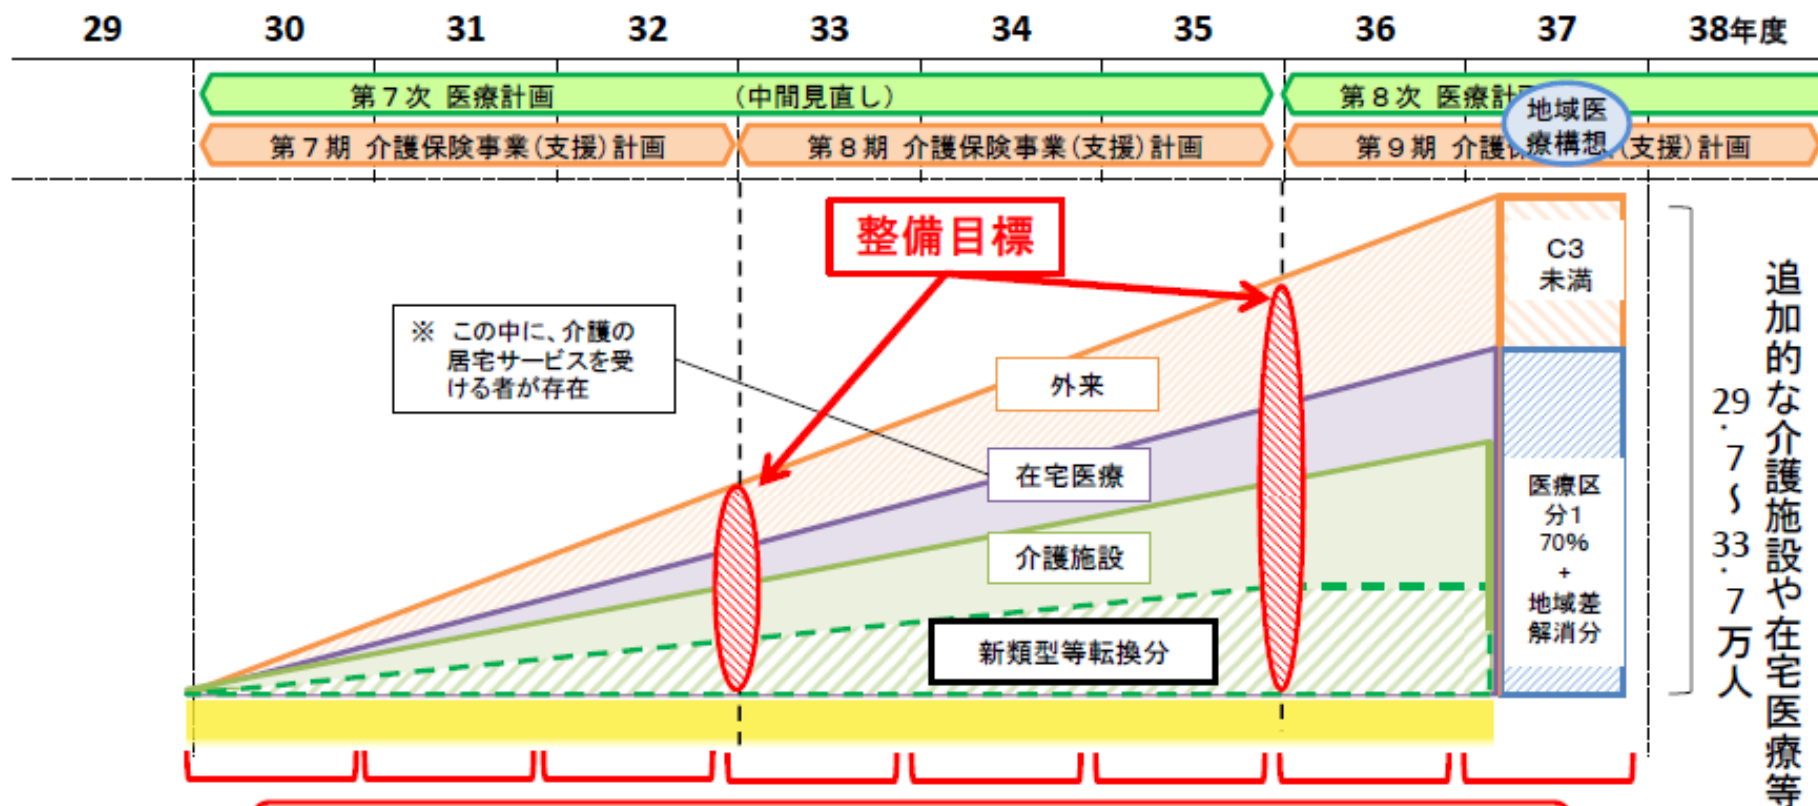 29 30 31 32 33 34 35 36 37 38年度
第7次 医療計画 (中間見直し)
第8次 医療計
地域医
療構想
第7期 介護保険事業(支援)計画
第8期 介護保険事業(支援)計画
第9期 介護保 (支援)計画
整備目標
C3
未満
※ この中に、介護の
居宅サービスを受
ける者が存在
外来
在宅医療
介護施設
新類型等転換分
医療区
分1
70%
+
地域差
解消分
追加的な介護施設や在宅医療等
29.7~33.7万人